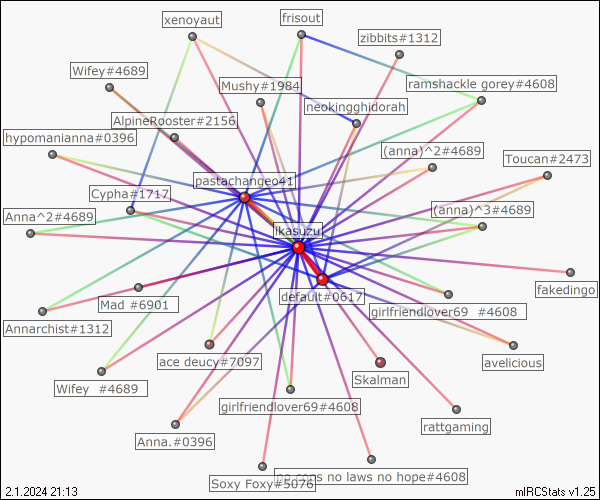 xenoyaut
frisout
zibbits#1312
Wifey#4689
Mushy#1984
ramshackle gorey#4608
neokingghidorah
AlpineRooster#2156
hypomanianna#0396
(anna)^2#4689
Toucan#2473
pastachangeo41
Cypha#1717
Anna^2#4689
(anna)^3#4689
ikasuzu
fakedingo
default#0617
Mad #6901
girlfriendlover69 #4608
Annarchist#1312
ace deucy#7097
avelicious
Skalman
Wifey #4689
girlfriendlover69#4608
rattgaming
Anna.#0396
no cops no laws no hope#4608
Soxy Foxy#5076
2.1.2024 21:13
mIRCStats v1.25